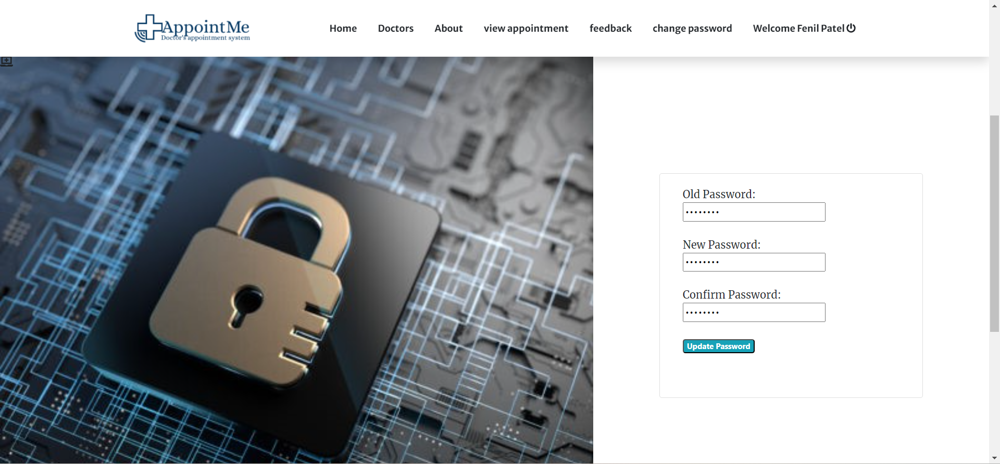 AppointMe
Doctor's appointment system
Home
Doctors
About
view appointment
feedback
change password
Welcome Fenil Patel
Old Password:
••••••••
New Password:
••••••••
Confirm Password:
••••••••
Update Password